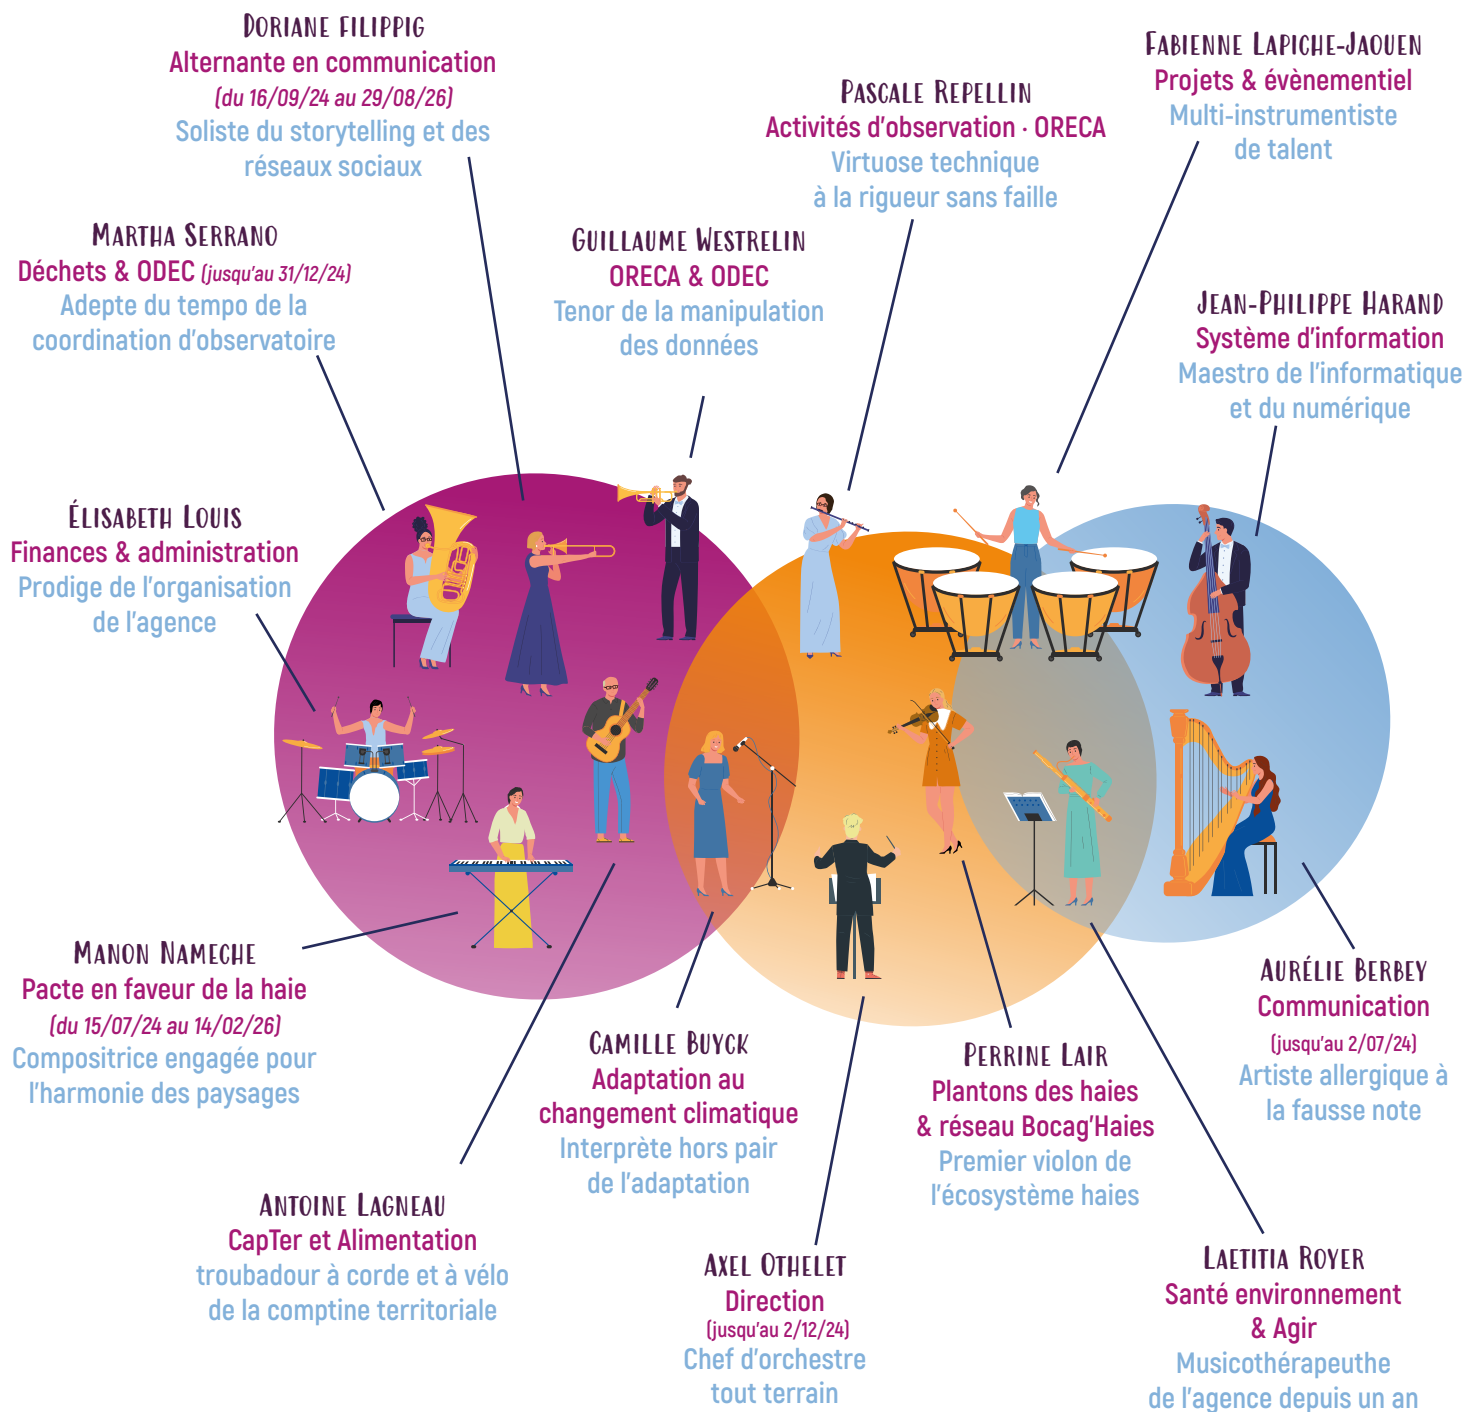 DORIANE FILIPPIG
Alternante en communication
(du 16/09/24 au 29/08/26)
Soliste du storytelling et des
réseaux sociaux
PASCALE REPELLIN
Activités d'observation · ORECA
Virtuose technique
à la rigueur sans faille
FABIENNE LAPICHE-JAOUEN
Projets & évènementiel
Multi-instrumentiste
de talent
MARTHA SERRANO
Déchets & ODEC (jusqu'au 31/12/24)
Adepte du tempo de la
coordination d'observatoire
GUILLAUME WESTRELIN
ORECA & ODEC
Tenor de la manipulation
des données
JEAN-PHILIPPE HARAND
Système d'information
Maestro de l'informatique
et du numérique
ÉLISABETH LOUIS
Finances & administration
Prodige de l'organisation
de l'agence
MANON NAMECHE
Pacte en faveur de la haie
(du 15/07/24 au 14/02/26)
Compositrice engagée pour
l'harmonie des paysages
CAMILLE BUYCK
Adaptation au
changement climatique
Interprète hors pair
de l'adaptation
PERRINE LAIR
Plantons des haies
& réseau Bocag'Haies
Premier violon de
l'écosystème haies
AURÉLIE BERBEY
Communication
(jusqu'au 2/07/24)
Artiste allergique à
la fausse note
ANTOINE LAGNEAU
CapTer et Alimentation
troubadour à corde et à vélo
de la comptine territoriale
AXEL OTHELET
Direction
(jusqu'au 2/12/24)
Chef d'orchestre
tout terrain
LAETITIA ROYER
Santé environnement
& Agir
Musicothérapeuthe
de l'agence depuis un an